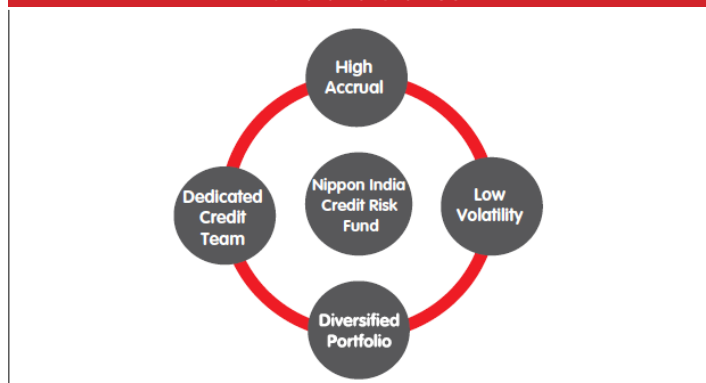 High
Accrual
Dedicated
Credit
Team
Nippon India
Credit Risk
Fund
Low
Volatility
Diversified
Portfolio